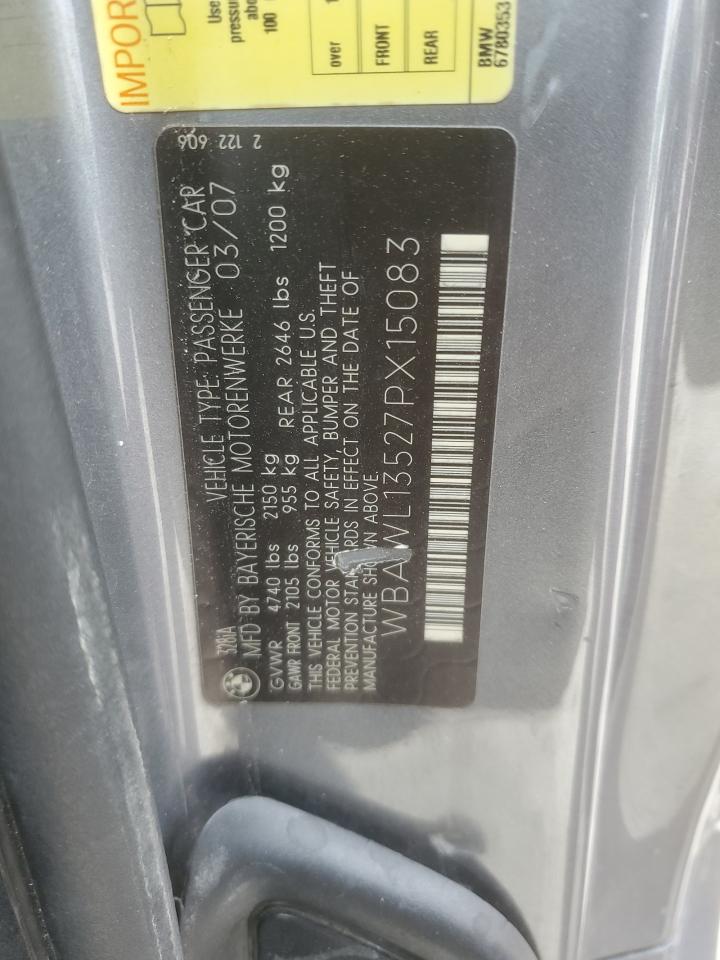 328iA VEHICLE TYPE: PASSENGER CAR 2 122 606
MFD BY BAYERISCHE MOTORENWERKE 03/07
GVWR 4740 lbs 2150 kg
GAWR FRONT 2105 lbs 955 kg REAR 2646 lbs 1200 kg
THIS VEHICLE CONFORMS TO ALL APPLICABLE U.S.
FEDERAL MOTOR VEHICLE SAFETY, BUMPER AND THEFT
PREVENTION STANDARDS IN EFFECT ON THE DATE OF
MANUFACTURE SHOWN ABOVE
WBAWL13527PX15083
IMPOR
Use
pressu
abo
100
over
FRONT
REAR
BMW
6780353